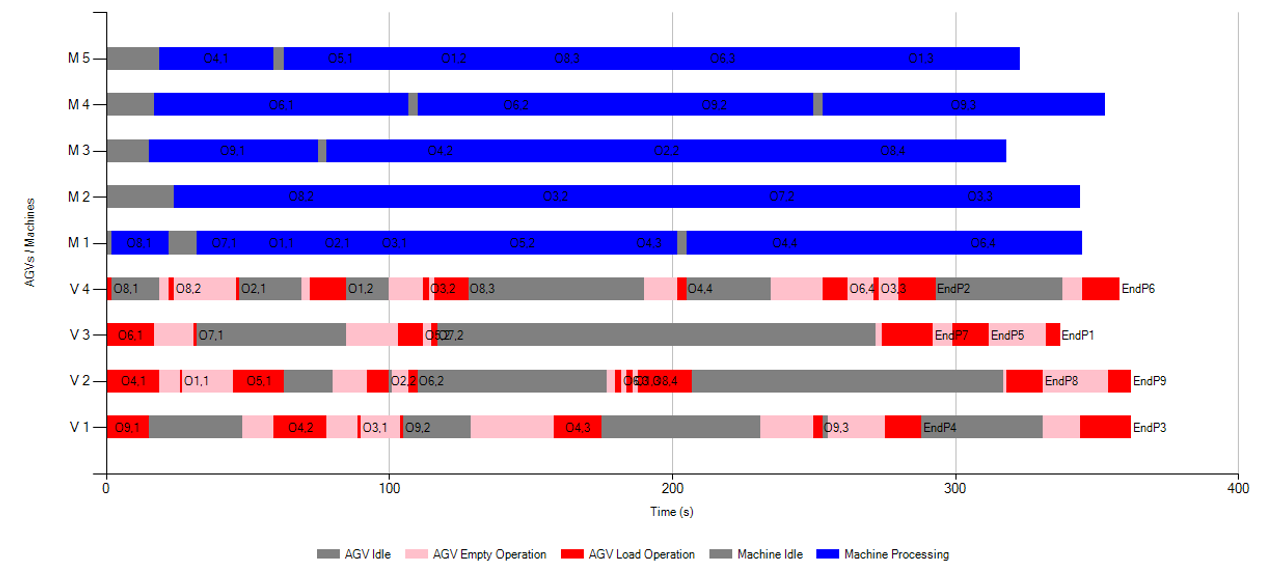 M 5 O4,1 O5,1 O1,2 O8,3 O6,3 O1,3
M 4 O6,1 O6,2 O9,2 O9,3
M 3 O9,1 O4,2 O2,2 O8,4
M 2 O8,2 O3,2 O7,2 O3,3
M 1 O8,1 O7,1 O1,1 O2,1 O3,1 O5,2 O4,3 O4,4 O6,4
V 4 O8,1 O8,2 O2,1 O1,2 O3,2 O8,3 O4,4 O6,4 O3,3 EndP2 EndP6
V 3 O6,1 O7,1 O5,2 O7,2 EndP7 EndP5 EndP1
V 2 O4,1 O1,1 O5,1 O2,2 O6,2 O8,4 EndP8 EndP9
V 1 O9,1 O4,2 O3,1 O9,2 O4,3 O9,3 EndP4 EndP3
AGVs / Machines
0 100 200 300 400
Time (s)
AGV Idle AGV Empty Operation AGV Load Operation Machine Idle Machine Processing